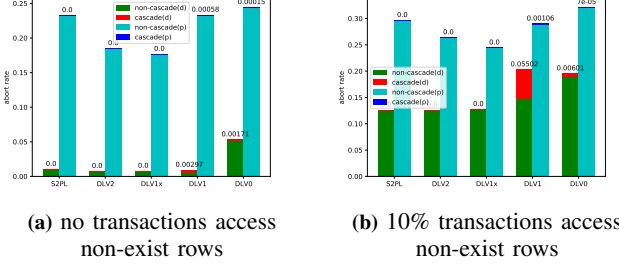 0.25
0.20
0.15
0.10
0.05
0.00
abort rate
non-cascade(d)
cascade(d)
non-cascade(p)
cascade(p)
0.0
0.0
0.0
0.0
0.0
0.0
0.00297
0.00058
0.00171
0.00015
S2PL
DLV2
DLV1x
DLV1
DLV0
(a) no transactions access
non-exist rows
0.30
0.25
0.20
0.15
0.10
0.05
0.00
abort rate
non-cascade(d)
cascade(d)
non-cascade(p)
cascade(p)
0.0
0.0
0.0
0.0
0.05502
0.00106
0.00601
7e-05
S2PL
DLV2
DLV1x
DLV1
DLV0
(b) 10% transactions access
non-exist rows